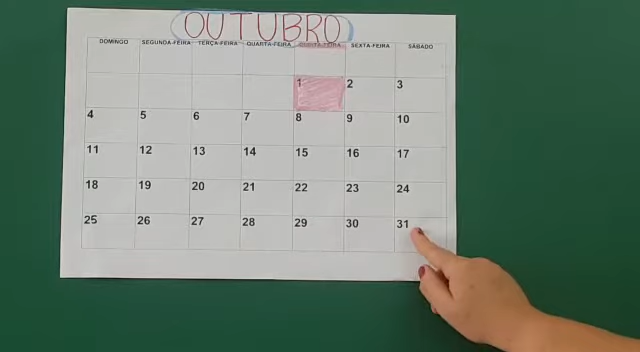 OUTUBRO
DOMINGO SEGUNDA-FEIRA TERÇA-FEIRA QUARTA-FEIRA QUINTA-FEIRA SEXTA-FEIRA SÁBADO
1 2 3
4 5 6 7 8 9 10
11 12 13 14 15 16 17
18 19 20 21 22 23 24
25 26 27 28 29 30 31